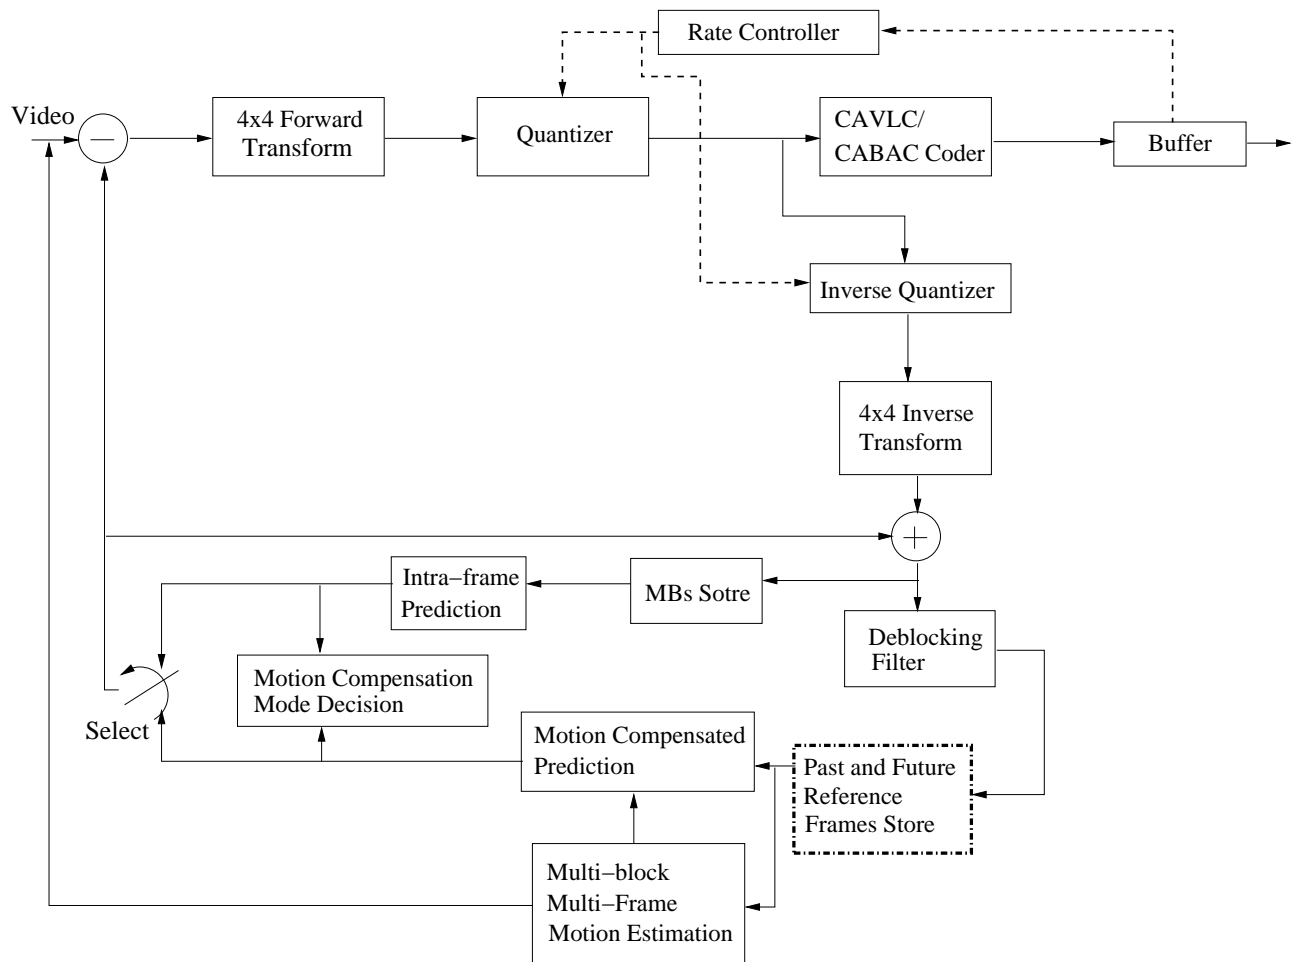 Rate Controller
Video
4x4 Forward
Transform
Quantizer
CAVLC/
CABAC Coder
Buffer
Inverse Quantizer
4x4 Inverse
Transform
Intra−frame
Prediction
MBs Sotre
Deblocking
Filter
Motion Compensation
Mode Decision
Select
Motion Compensated
Prediction
Past and Future
Reference
Frames Store
Multi−block
Multi−Frame
Motion Estimation